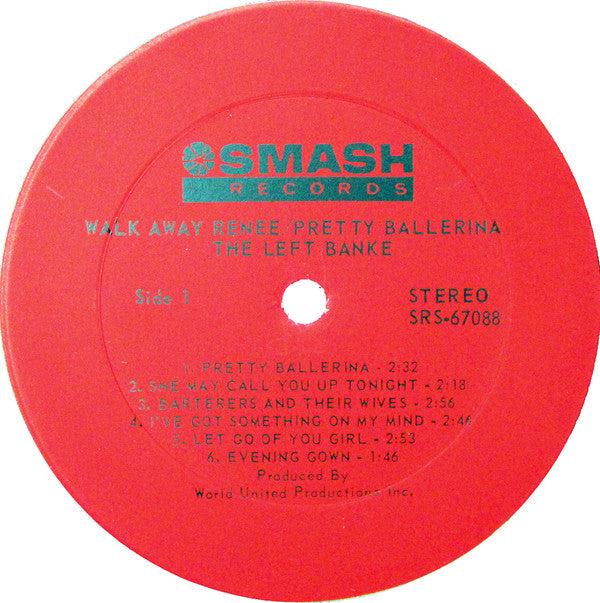 SMASH
RECORDS
WALK AWAY RENEE/PRETTY BALLERINA
THE LEFT BANKE
Side 1
STEREO
SRS-67088
1. PRETTY BALLERINA - 2:32
2. SHE MAY CALL YOU UP TONIGHT - 2:18
3. BARTERERS AND THEIR WIVES - 2:56
4. I'VE GOT SOMETHING ON MY MIND - 2:46
5. LET GO OF YOU GIRL - 2:53
6. EVENING GOWN - 1:46
Produced By
World United Productions Inc.